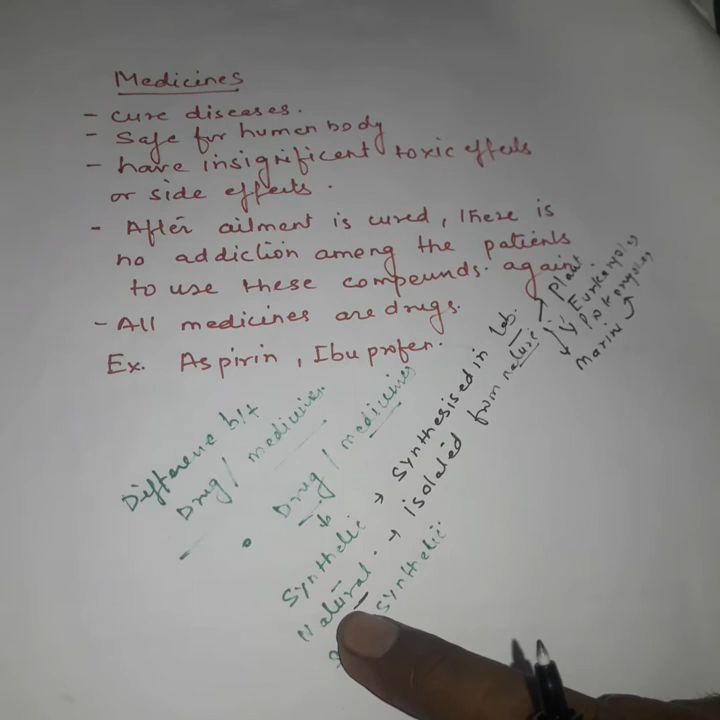 Medicines
- Cure diseases.
- Safe for human body
- have insignificant toxic effects
or side effects.
- After ailment is cured, there is
no addiction among the patients
to use these compounds. again
- All medicines are drugs.
Ex. Aspirin, Ibuprofen.
Difference b/t
Drug / medicines
Drug / medicines
Synthetic → Synthesised in lab.
Natural. → isolated from nature
Synthetic.
Plant
Eurkaryotes
Prokaryotes
Marine